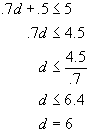 .7d + .5 ≤ 5
.7d ≤ 4.5
d ≤ 4.5/.7
d ≤ 6.4
d = 6